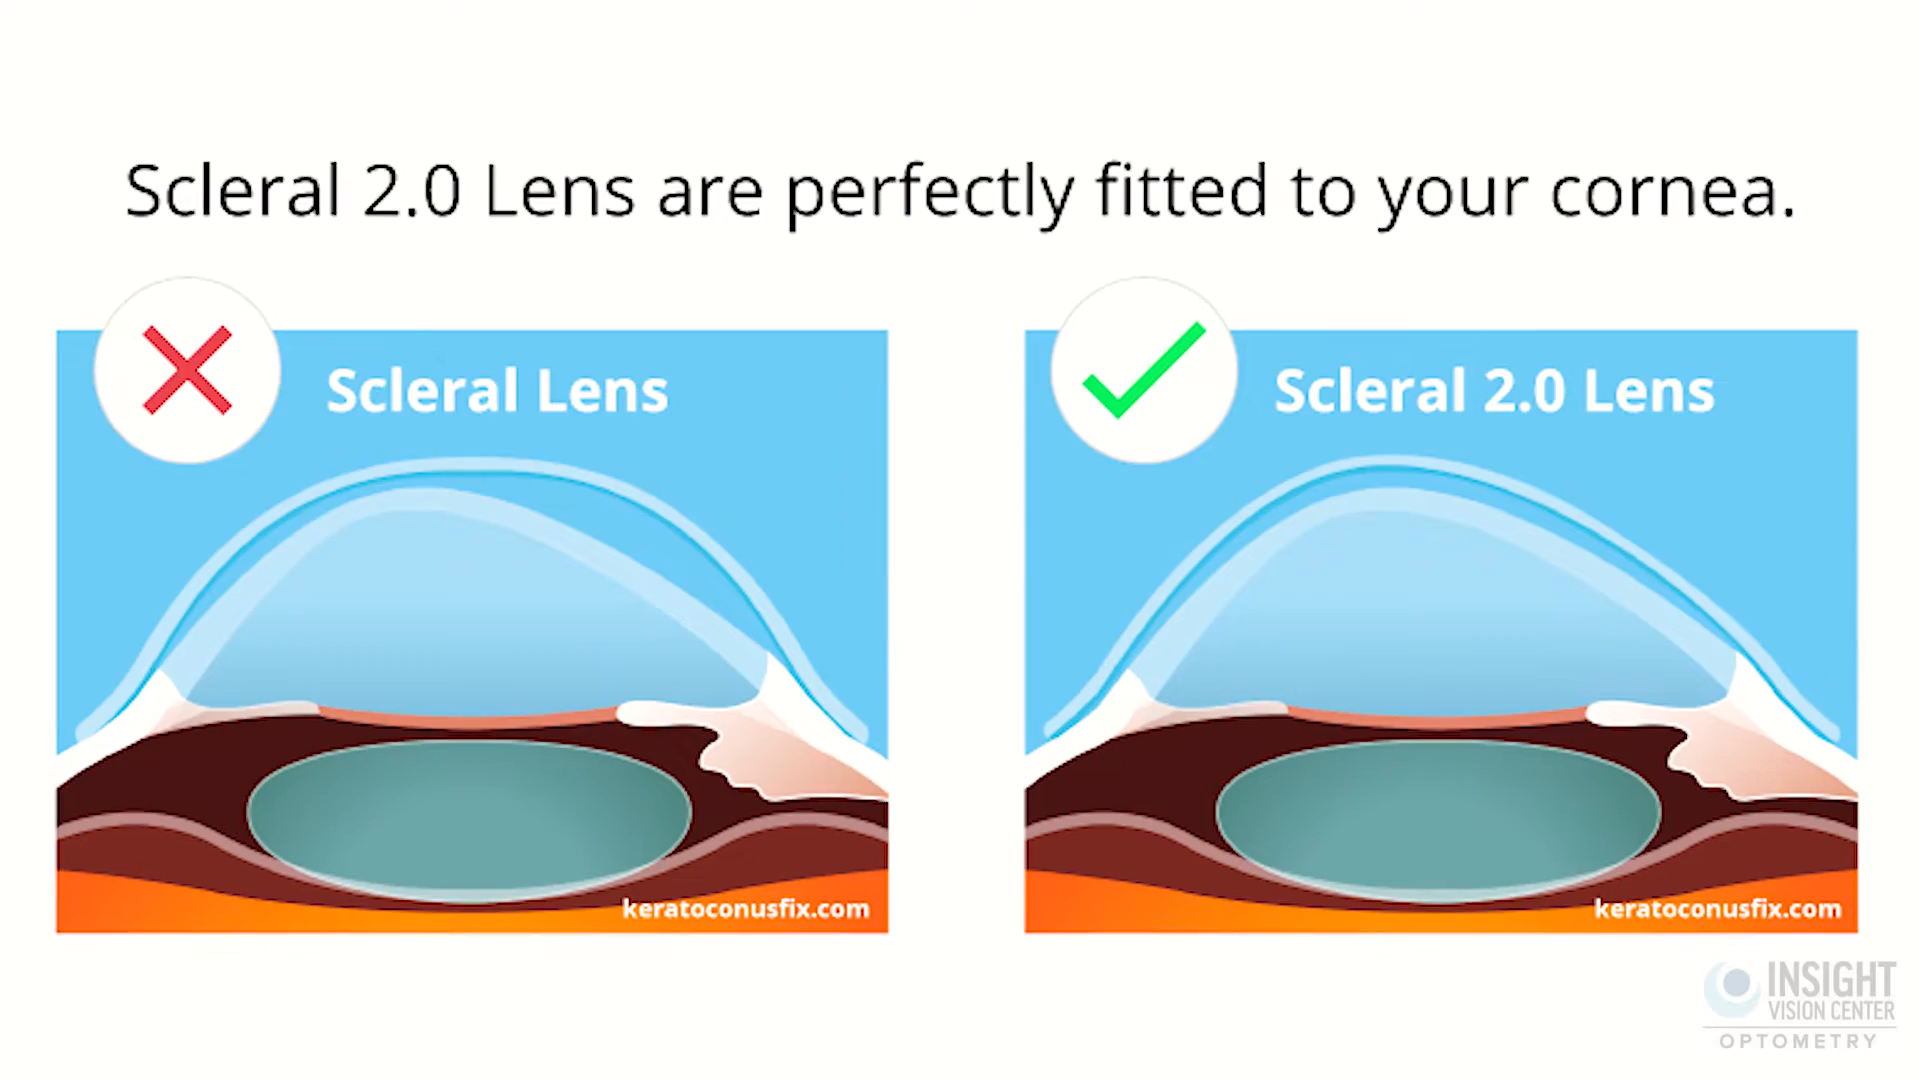 Scleral 2.0 Lens are perfectly fitted to your cornea.
Scleral Lens
keratoconusfix.com
Scleral 2.0 Lens
keratoconusfix.com
INSIGHT
VISION CENTER
OPTOMETRY